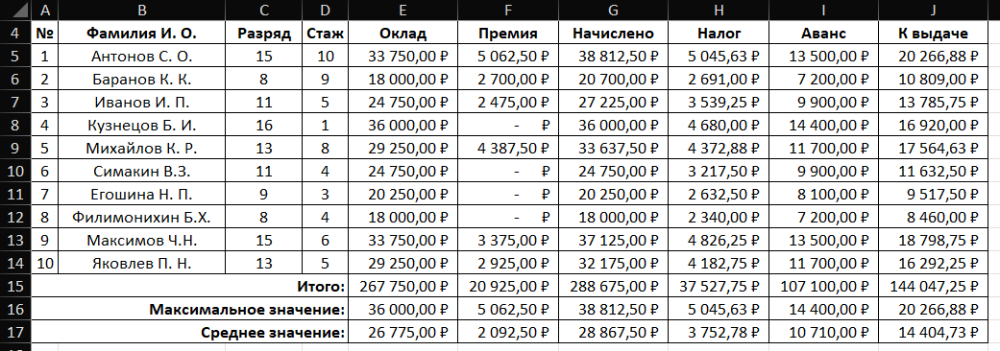 A B C D E F G H I J
4 № Фамилия И. О. Разряд Стаж Оклад Премия Начислено Налог Аванс К выдаче
5 1 Антонов С. О. 15 10 33 750,00 ₽ 5 062,50 ₽ 38 812,50 ₽ 5 045,63 ₽ 13 500,00 ₽ 20 266,88 ₽
6 2 Баранов К. К. 8 9 18 000,00 ₽ 2 700,00 ₽ 20 700,00 ₽ 2 691,00 ₽ 7 200,00 ₽ 10 809,00 ₽
7 3 Иванов И. П. 11 5 24 750,00 ₽ 2 475,00 ₽ 27 225,00 ₽ 3 539,25 ₽ 9 900,00 ₽ 13 785,75 ₽
8 4 Кузнецов Б. И. 16 1 36 000,00 ₽ - ₽ 36 000,00 ₽ 4 680,00 ₽ 14 400,00 ₽ 16 920,00 ₽
9 5 Михайлов К. Р. 13 8 29 250,00 ₽ 4 387,50 ₽ 33 637,50 ₽ 4 372,88 ₽ 11 700,00 ₽ 17 564,63 ₽
10 6 Симакин В.З. 11 4 24 750,00 ₽ - ₽ 24 750,00 ₽ 3 217,50 ₽ 9 900,00 ₽ 11 632,50 ₽
11 7 Егошина Н. П. 9 3 20 250,00 ₽ - ₽ 20 250,00 ₽ 2 632,50 ₽ 8 100,00 ₽ 9 517,50 ₽
12 8 Филимонихин Б.Х. 8 4 18 000,00 ₽ - ₽ 18 000,00 ₽ 2 340,00 ₽ 7 200,00 ₽ 8 460,00 ₽
13 9 Максимов Ч.Н. 15 6 33 750,00 ₽ 3 375,00 ₽ 37 125,00 ₽ 4 826,25 ₽ 13 500,00 ₽ 18 798,75 ₽
14 10 Яковлев П. Н. 13 5 29 250,00 ₽ 2 925,00 ₽ 32 175,00 ₽ 4 182,75 ₽ 11 700,00 ₽ 16 292,25 ₽
15 Итого: 267 750,00 ₽ 20 925,00 ₽ 288 675,00 ₽ 37 527,75 ₽ 107 100,00 ₽ 144 047,25 ₽
16 Максимальное значение: 36 000,00 ₽ 5 062,50 ₽ 38 812,50 ₽ 5 045,63 ₽ 14 400,00 ₽ 20 266,88 ₽
17 Среднее значение: 26 775,00 ₽ 2 092,50 ₽ 28 867,50 ₽ 3 752,78 ₽ 10 710,00 ₽ 14 404,73 ₽